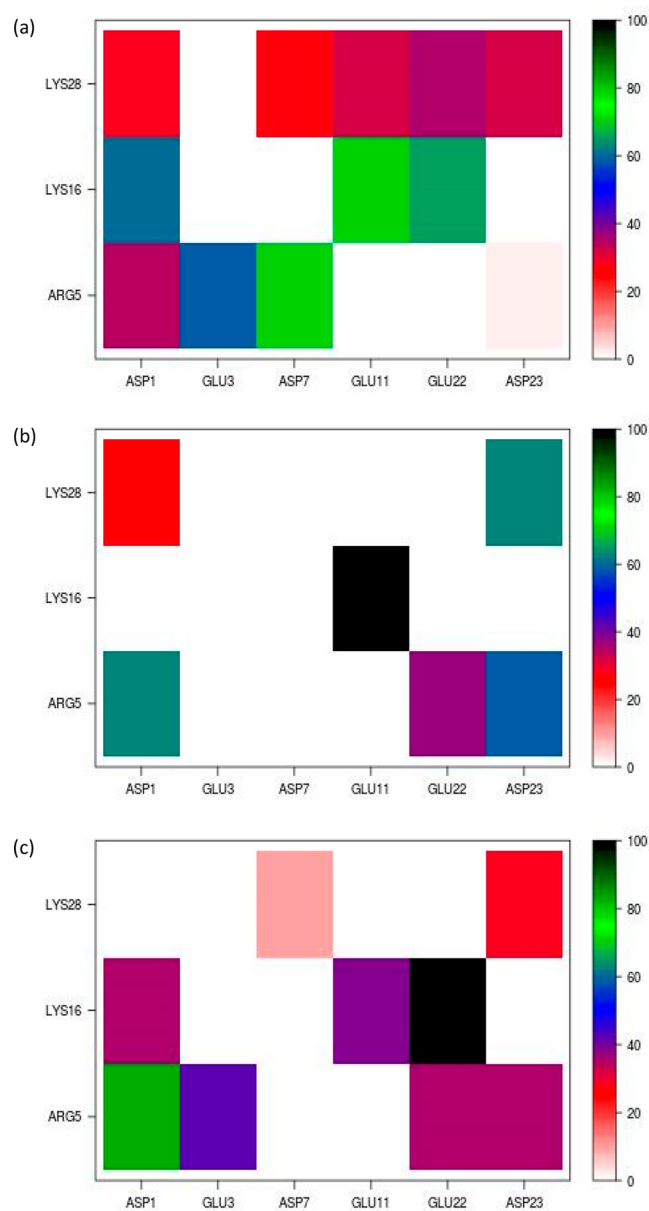 (a)
100
80
60
40
20
0
LYS28
LYS16
ARG5
ASP1 GLU3 ASP7 GLU11 GLU22 ASP23
(b)
100
80
60
40
20
0
LYS28
LYS16
ARG5
ASP1 GLU3 ASP7 GLU11 GLU22 ASP23
(c)
100
80
60
40
20
0
LYS28
LYS16
ARG5
ASP1 GLU3 ASP7 GLU11 GLU22 ASP23